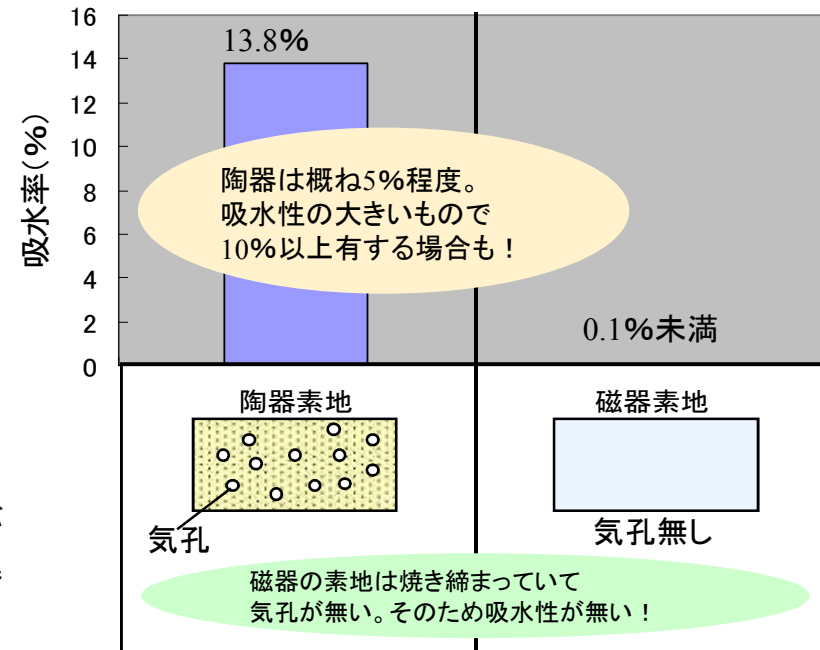 吸水率(%)
16
14
12
10
8
6
4
2
0
13.8%
陶器は概ね5%程度。
吸水性の大きいもので
10%以上有する場合も!
0.1%未満
陶器素地
磁器素地
気孔
気孔無し
磁器の素地は焼き締まっていて
気孔が無い。そのため吸水性が無い!